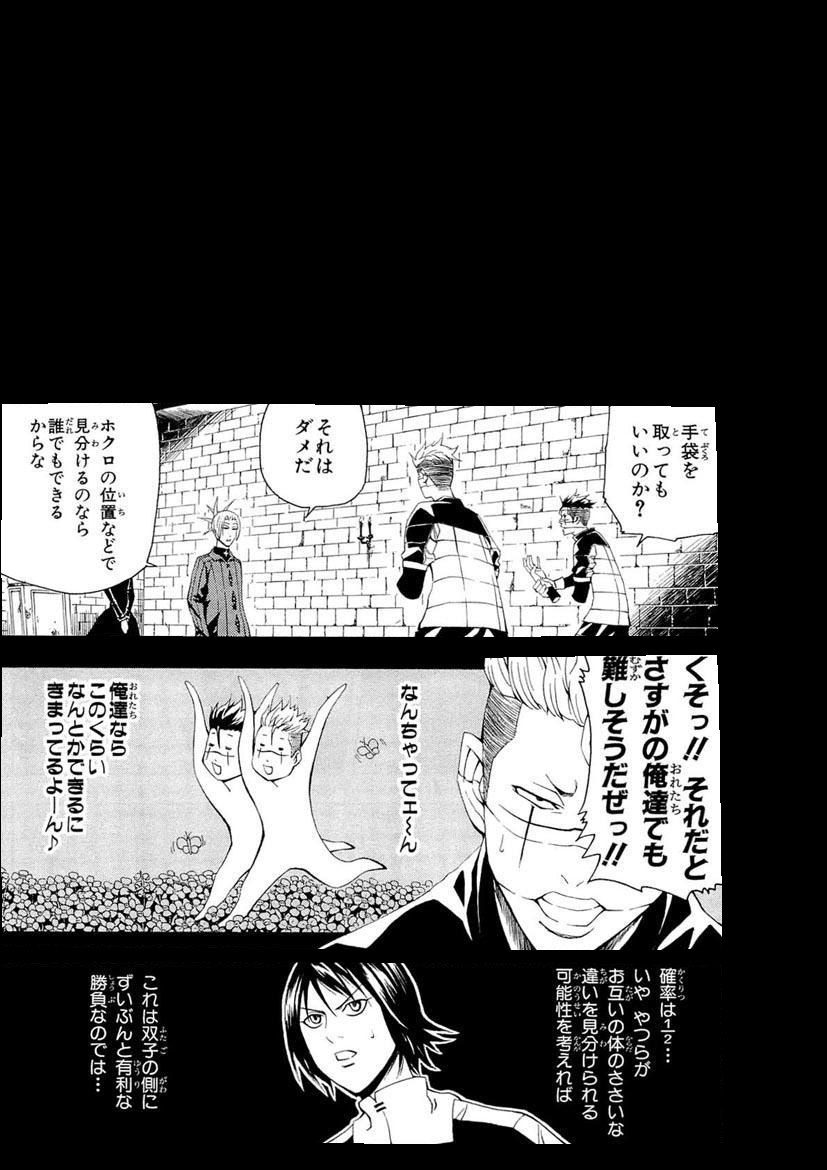 手袋を
取っても
いいのか?
それは
ダメだ
ホクロの位置などで
見分けるのなら
誰でもできる
からな
くそっ!! それだと
さすがの俺達でも
難しそうだぜっ!!
なんちゃってエ〜ん
俺達なら
このくらい
なんとかできるに
きまってるよーん♪
確率は1/2…
いや やつらが
お互いの体のささいな
違いを見分けられる
可能性を考えれば
これは双子の側に
ずいぶんと有利な
勝負なのでは…